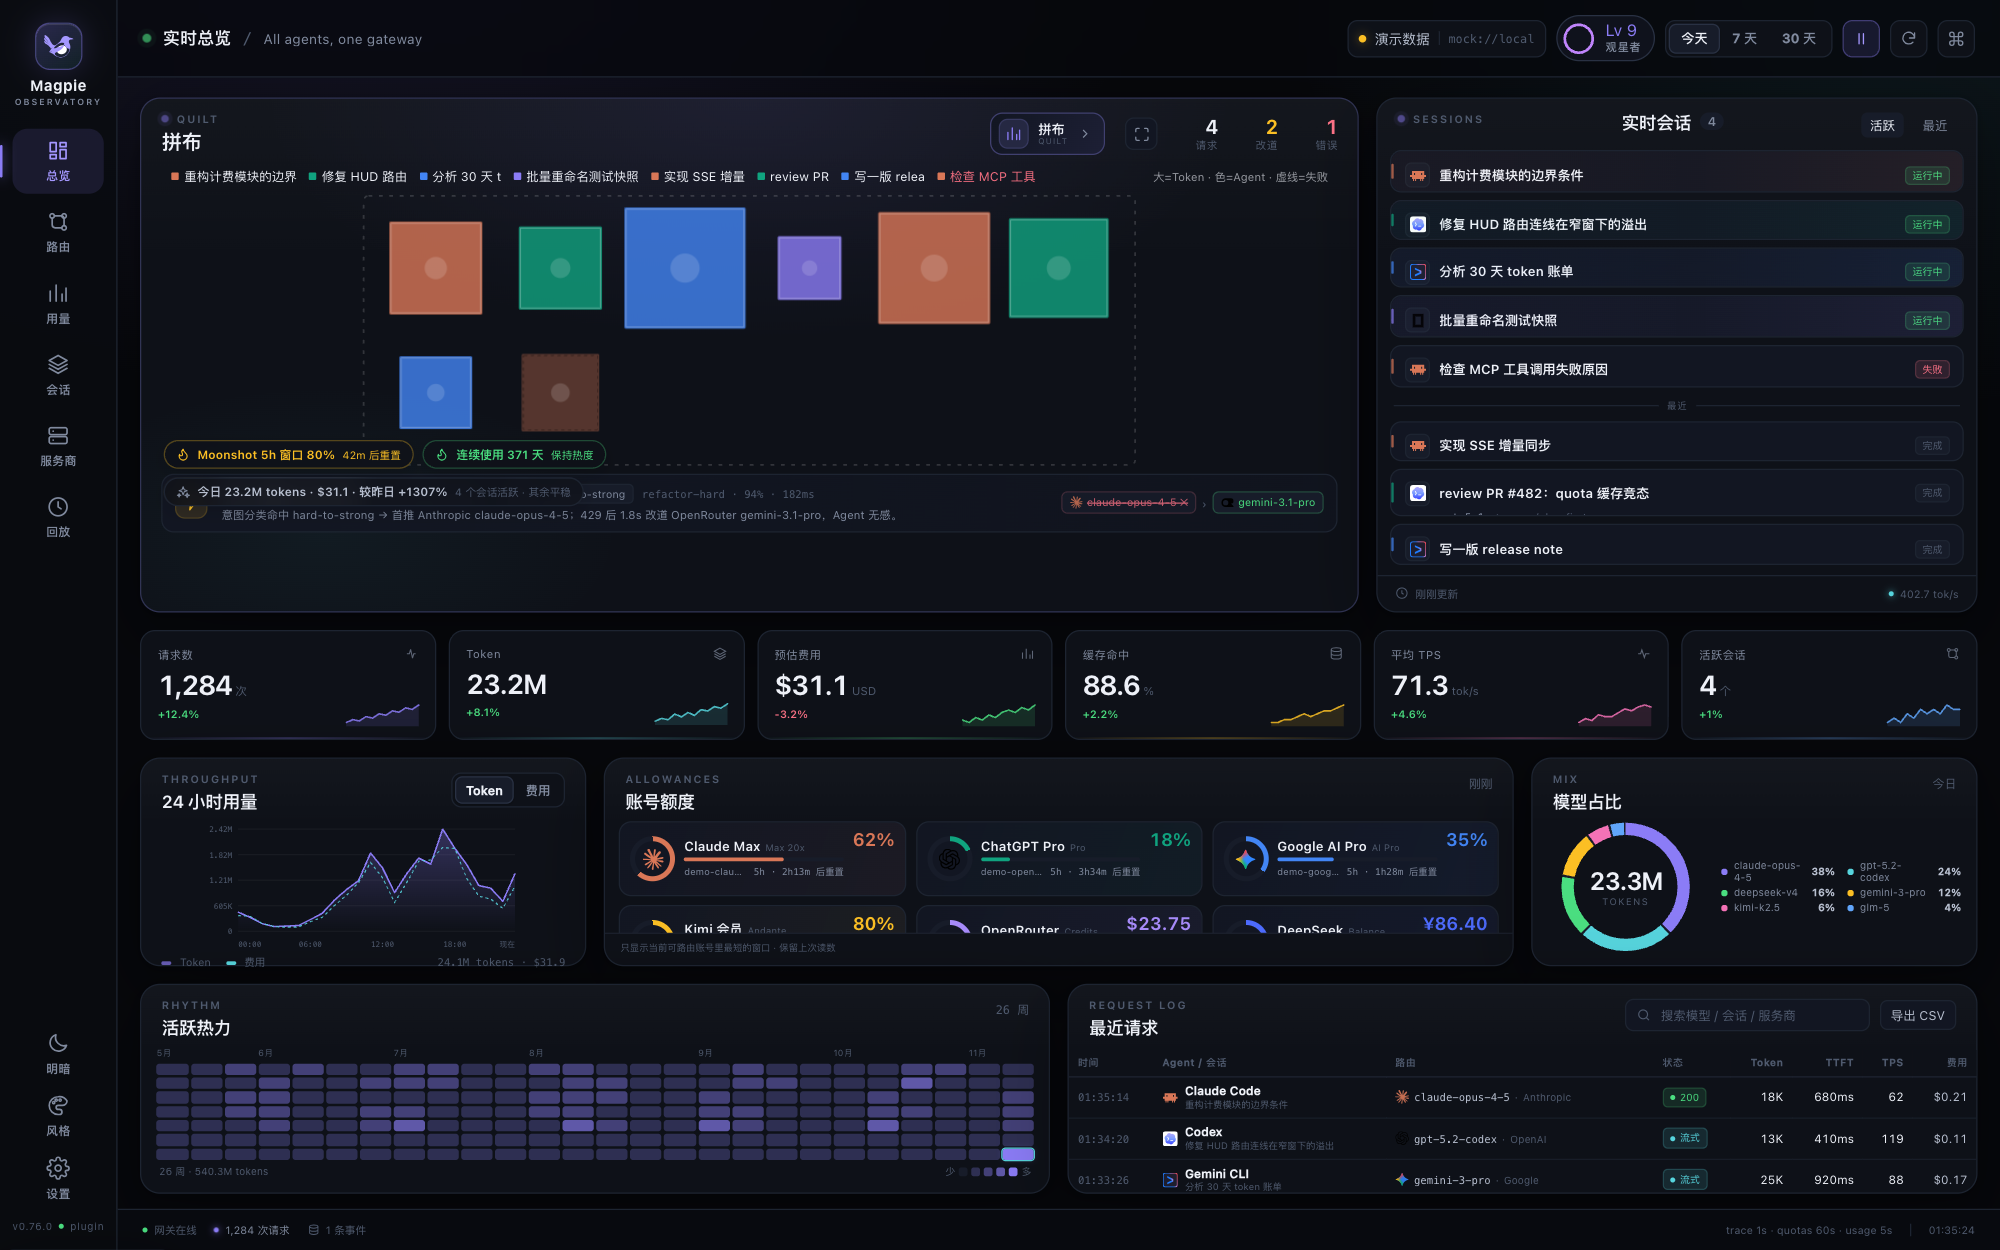 Magpie
OBSERVATORY
总览
路由
用量
会话
服务商
回放
明暗
风格
设置
v0.76.0 plugin
实时总览 / All agents, one gateway
演示数据 mock://local
Lv 9
观星者
今天 7 天 30 天
QUILT
拼布
拼布
QUILT
4
请求
2
改道
1
错误
重构计费模块的边界 修复 HUD 路由 分析 30 天 t 批量重命名测试快照 实现 SSE 增量 review PR 写一版 relea 检查 MCP 工具
大=Token · 色=Agent · 虚线=失败
Moonshot 5h 窗口 80% 42m 后重置
连续使用 371 天 保持热度
今日 23.2M tokens · $31.1 · 较昨日 +1307% 4 个会话活跃 · 其余平稳
o-strong refactor-hard · 94% · 182ms
意图分类命中 hard-to-strong → 首推 Anthropic claude-opus-4-5；429 后 1.8s 改道 OpenRouter gemini-3.1-pro，Agent 无感。
claude-opus-4-5 ✕ › gemini-3.1-pro
SESSIONS
实时会话 4
活跃 最近
重构计费模块的边界条件 运行中
修复 HUD 路由连线在窄窗下的溢出 运行中
分析 30 天 token 账单 运行中
批量重命名测试快照 运行中
检查 MCP 工具调用失败原因 失败
最近
实现 SSE 增量同步 完成
review PR #482：quota 缓存竞态 完成
写一版 release note 完成
刚刚更新 402.7 tok/s
请求数
1,284 次
+12.4%
Token
23.2M
+8.1%
预估费用
$31.1 USD
-3.2%
缓存命中
88.6 %
+2.2%
平均 TPS
71.3 tok/s
+4.6%
活跃会话
4 个
+1%
THROUGHPUT
24 小时用量
Token 费用
2.42M
1.82M
1.21M
605K
0
00:00 06:00 12:00 18:00 现在
Token 费用 24.1M tokens · $31.9
ALLOWANCES
账号额度
刚刚
Claude Max Max 20x 62%
demo-clau… 5h · 2h13m 后重置
ChatGPT Pro Pro 18%
demo-open… 5h · 3h34m 后重置
Google AI Pro AI Pro 35%
demo-goog… 5h · 1h28m 后重置
Kimi 会员 Andante 80%
OpenRouter Credits $23.75
DeepSeek Balance ¥86.40
只显示当前可路由账号里最短的窗口 · 保留上次读数
MIX
模型占比
今日
23.3M
TOKENS
claude-opus-4-5 38%
gpt-5.2-codex 24%
deepseek-v4 16%
gemini-3-pro 12%
kimi-k2.5 6%
glm-5 4%
RHYTHM
活跃热力
26 周
5月 6月 7月 8月 9月 10月 11月
26 周 · 540.3M tokens
少 多
REQUEST LOG
最近请求
搜索模型 / 会话 / 服务商
导出 CSV
时间 Agent / 会话 路由 状态 Token TTFT TPS 费用
01:35:14 Claude Code claude-opus-4-5 · Anthropic 200 18K 680ms 62 $0.21
重构计费模块的边界条件
01:34:20 Codex gpt-5.2-codex · OpenAI 流式 13K 410ms 119 $0.11
修复 HUD 路由连线在窄窗下的溢出
01:33:26 Gemini CLI gemini-3-pro · Google 流式 25K 920ms 88 $0.17
分析 30 天 token 账单
网关在线 1,284 次请求 1 条事件
trace 1s · quotas 60s · usage 5s 01:35:24